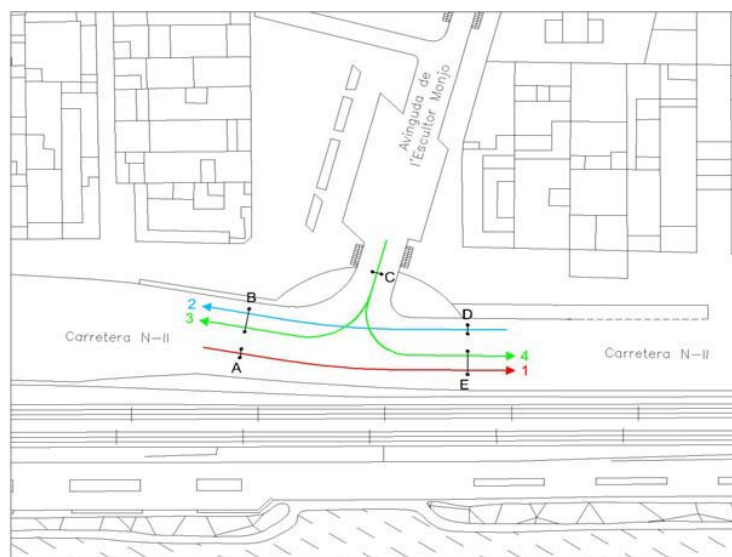 Avinguda de
l'Escultor Monjo
C
B
D
2
3
Carretera N-II
Carretera N-II
4
A
E
1